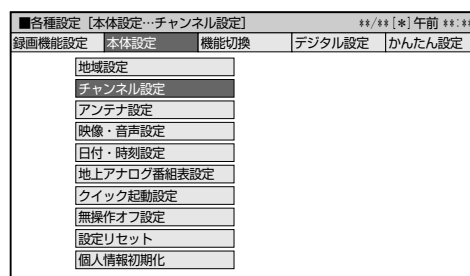 ■各種設定［本体設定…チャンネル設定］ **/**[*]午前 **:**
録画機能設定 本体設定 機能切換 デジタル設定 かんたん設定
地域設定
チャンネル設定
アンテナ設定
映像・音声設定
日付・時刻設定
地上アナログ番組表設定
クイック起動設定
無操作オフ設定
設定リセット
個人情報初期化